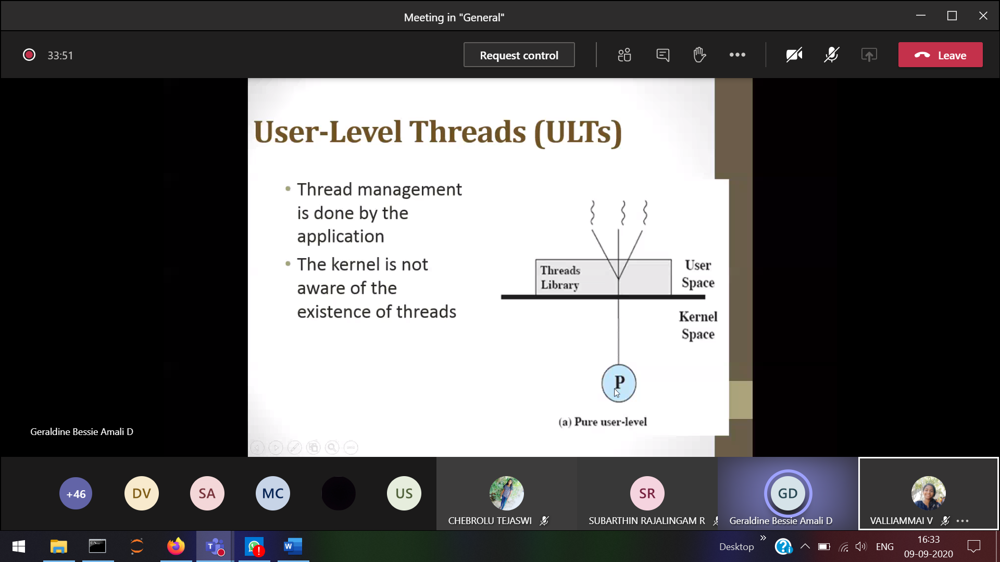 Meeting in "General"
33:51
Request control
Leave
User-Level Threads (ULTs)
• Thread management
is done by the
application
• The kernel is not
aware of the
existence of threads
Threads
Library
User
Space
Kernel
Space
P
(a) Pure user-level
Geraldine Bessie Amali D
+46
DV
SA
MC
US
CHEBROLU TEJASWI
SR
SUBARTHIN RAJALINGAM R
GD
Geraldine Bessie Amali D
VALLIAMMAI V
Desktop
ENG
16:33
09-09-2020